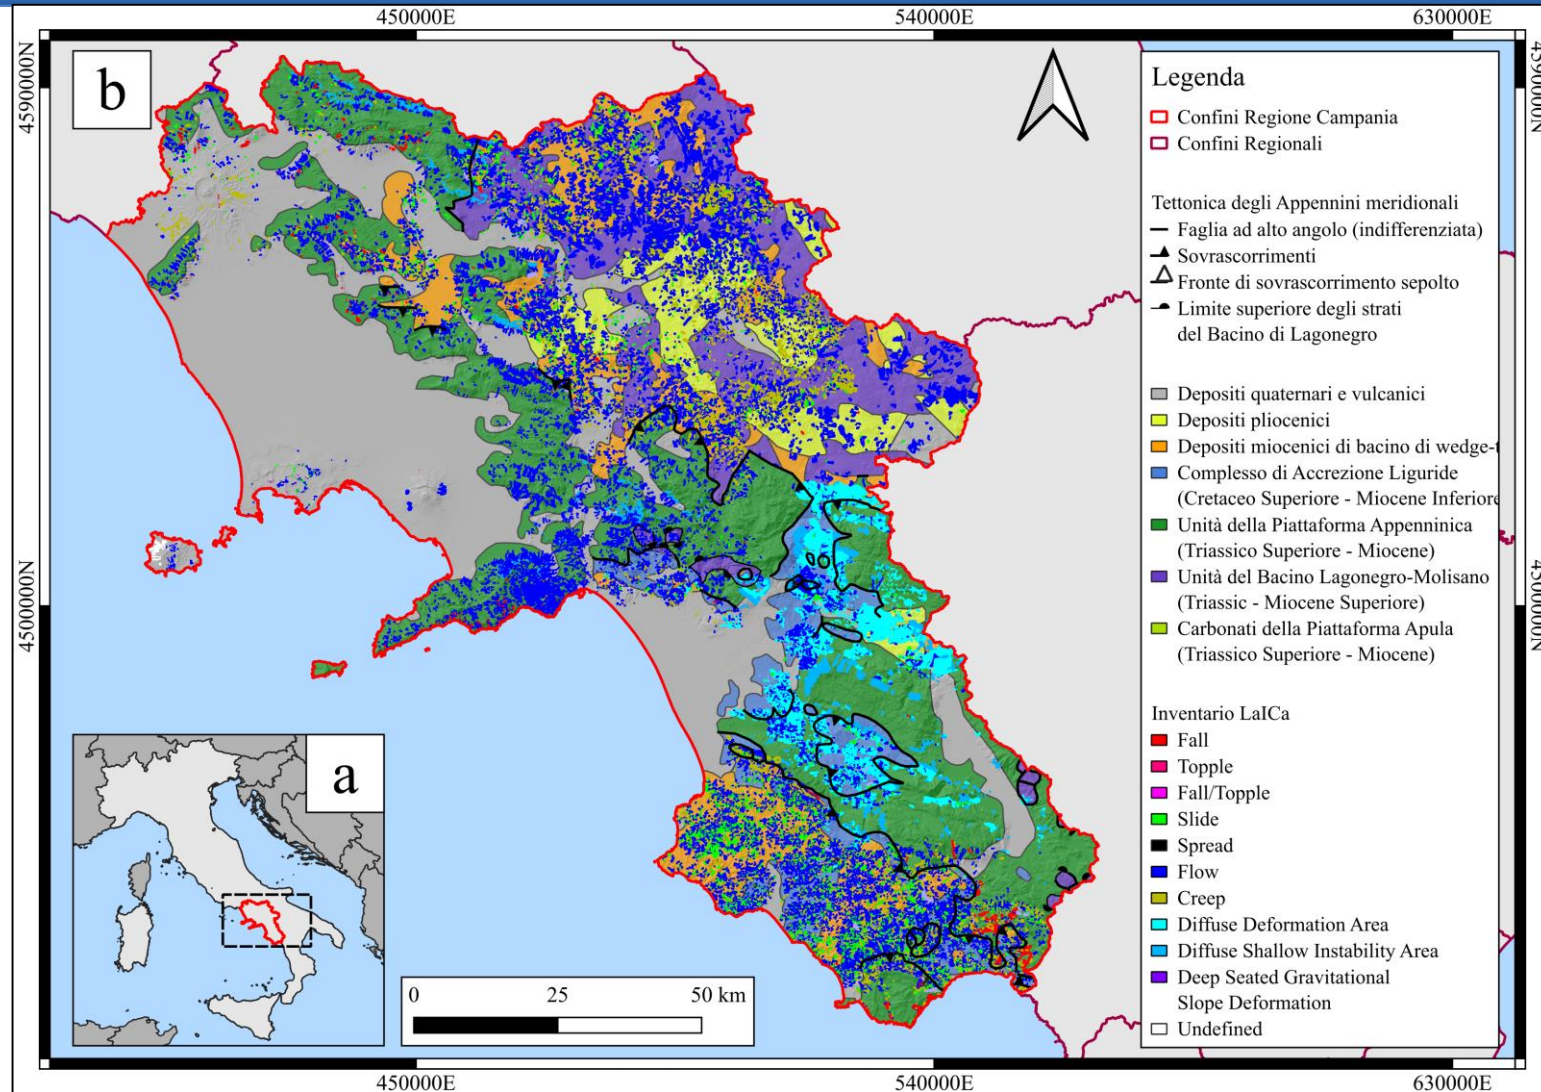 450000E
540000E
630000E
4590000N
4590000N
b
Legenda
Confini Regione Campania
Confini Regionali
Tettonica degli Appennini meridionali
Faglia ad alto angolo (indifferenziata)
Sovrascorrimenti
Fronte di sovrascorrimento sepolto
Limite superiore degli strati
del Bacino di Lagonegro
Depositi quaternari e vulcanici
Depositi pliocenici
Depositi miocenici di bacino di wedge-t
Complesso di Accrezione Liguride
(Cretaceo Superiore - Miocene Inferiore
Unità della Piattaforma Appenninica
(Triassico Superiore - Miocene)
Unità del Bacino Lagonegro-Molisano
(Triassic - Miocene Superiore)
Carbonati della Piattaforma Apula
(Triassico Superiore - Miocene)
Inventario LaICa
Fall
Topple
Fall/Topple
Slide
Spread
Flow
Creep
Diffuse Deformation Area
Diffuse Shallow Instability Area
Deep Seated Gravitational
Slope Deformation
Undefined
4500000N
4500000N
a
0 25 50 km
450000E
540000E
630000E